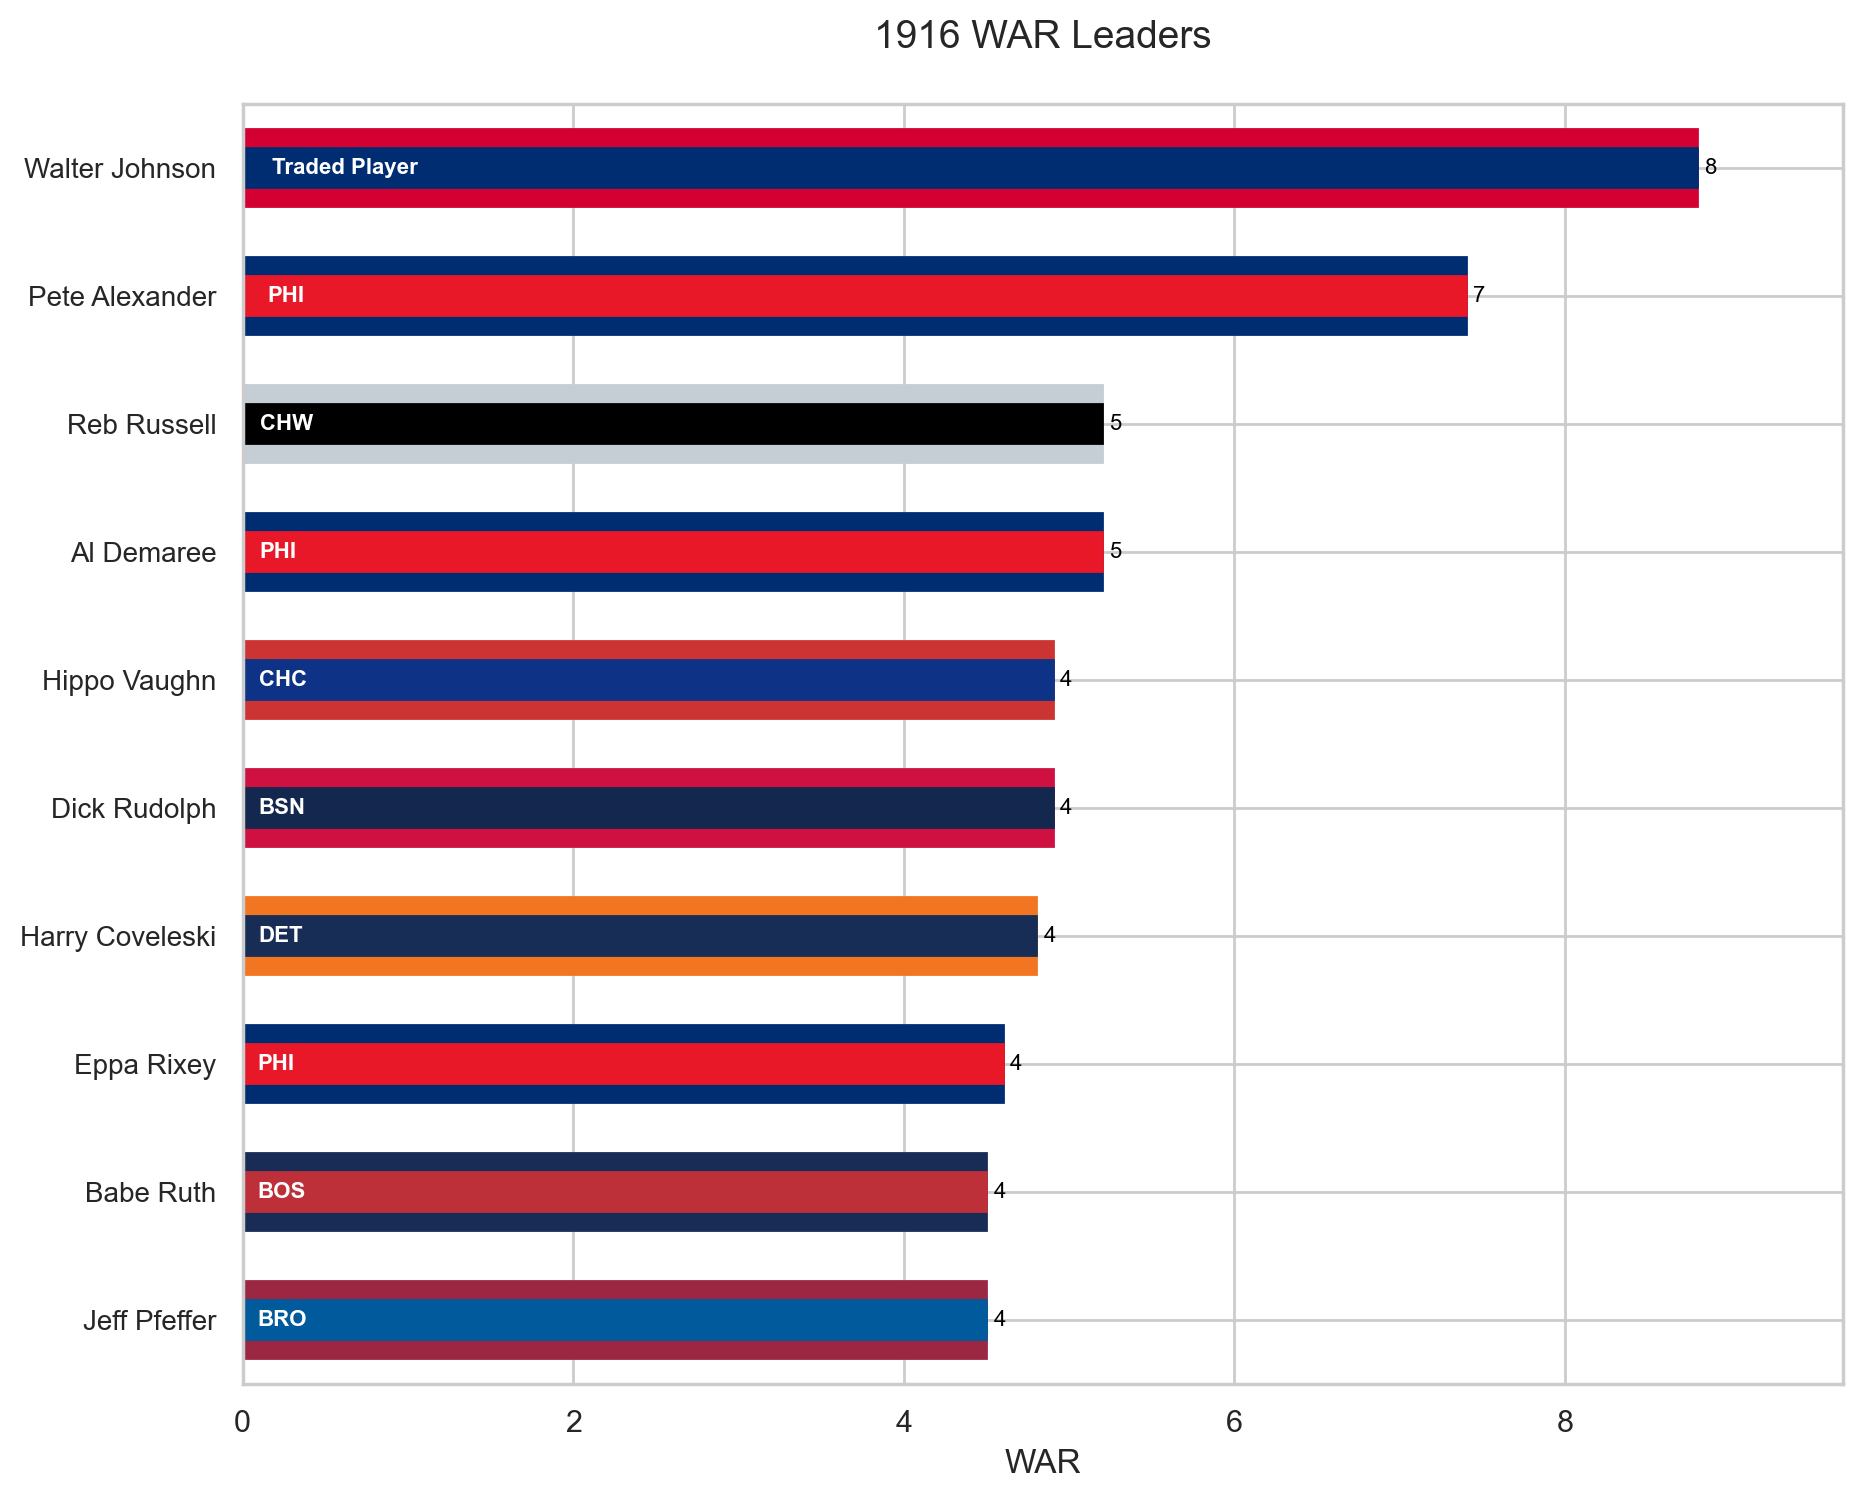 1916 WAR Leaders
Walter Johnson
Traded Player
8
Pete Alexander
PHI
7
Reb Russell
CHW
5
Al Demaree
PHI
5
Hippo Vaughn
CHC
4
Dick Rudolph
BSN
4
Harry Coveleski
DET
4
Eppa Rixey
PHI
4
Babe Ruth
BOS
4
Jeff Pfeffer
BRO
4
0 2 4 6 8
WAR